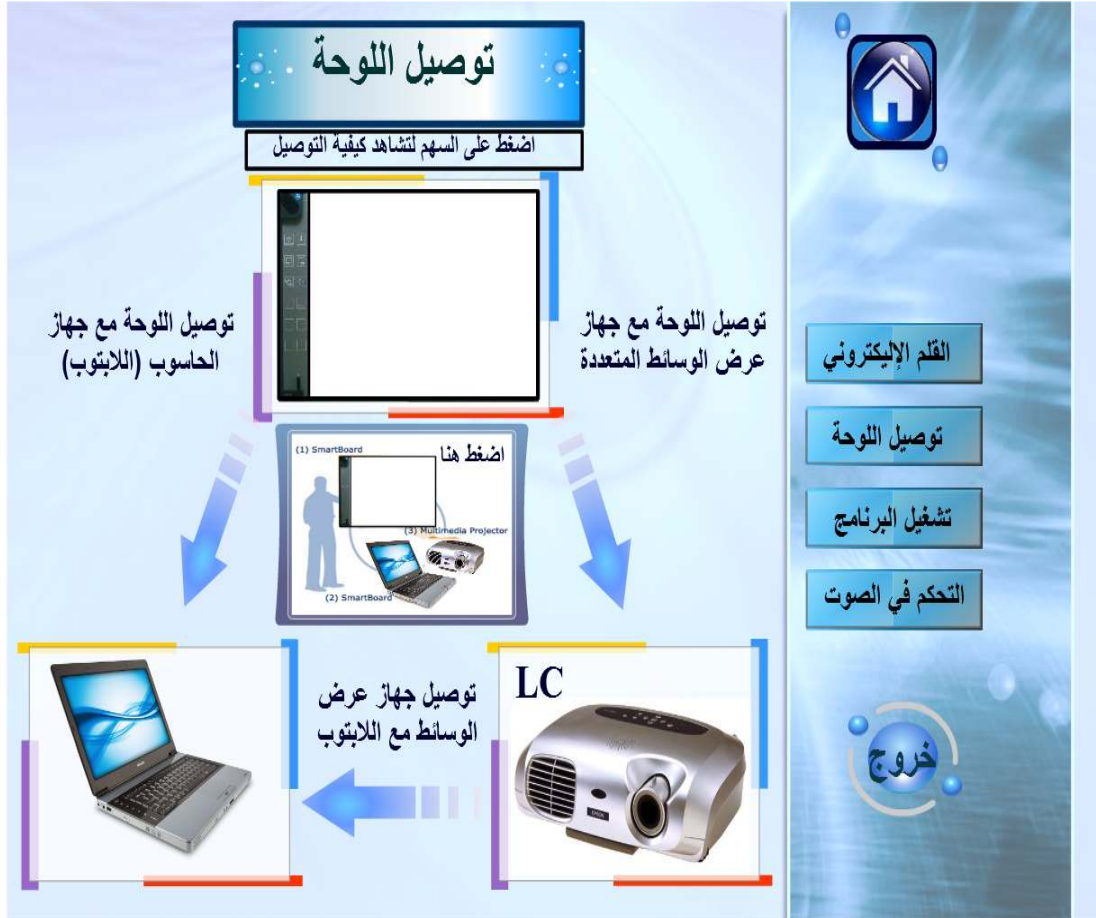 توصيل اللوحة
اضغط على السهم لتشاهد كيفية التوصيل
توصيل اللوحة مع جهاز
عرض الوسائط المتعددة
توصيل اللوحة مع جهاز
الحاسوب (اللابتوب)
(1) SmartBoard
اضغط هنا
(3) Multimedia Projector
(2) SmartBoard
توصيل جهاز عرض
الوسائط مع اللابتوب
LC
EPSON
القلم الإليكتروني
توصيل اللوحة
تشغيل البرنامج
التحكم في الصوت
خروج